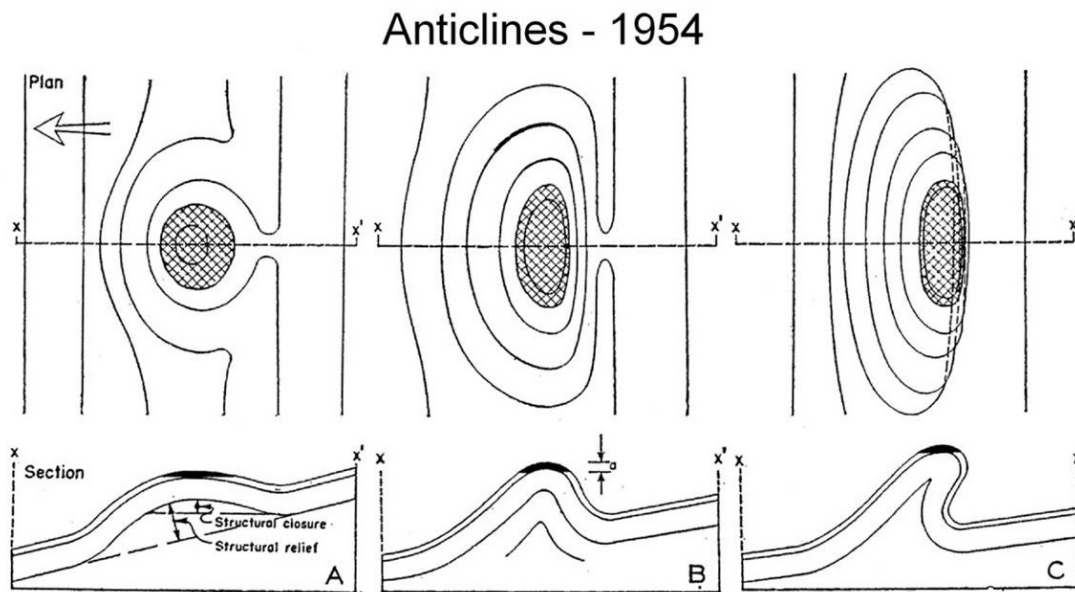 Anticlines - 1954
Plan
x x'
x x'
x x
x x'
Section
Structural closure
Structural relief
A
x x'
a
B
x x
C